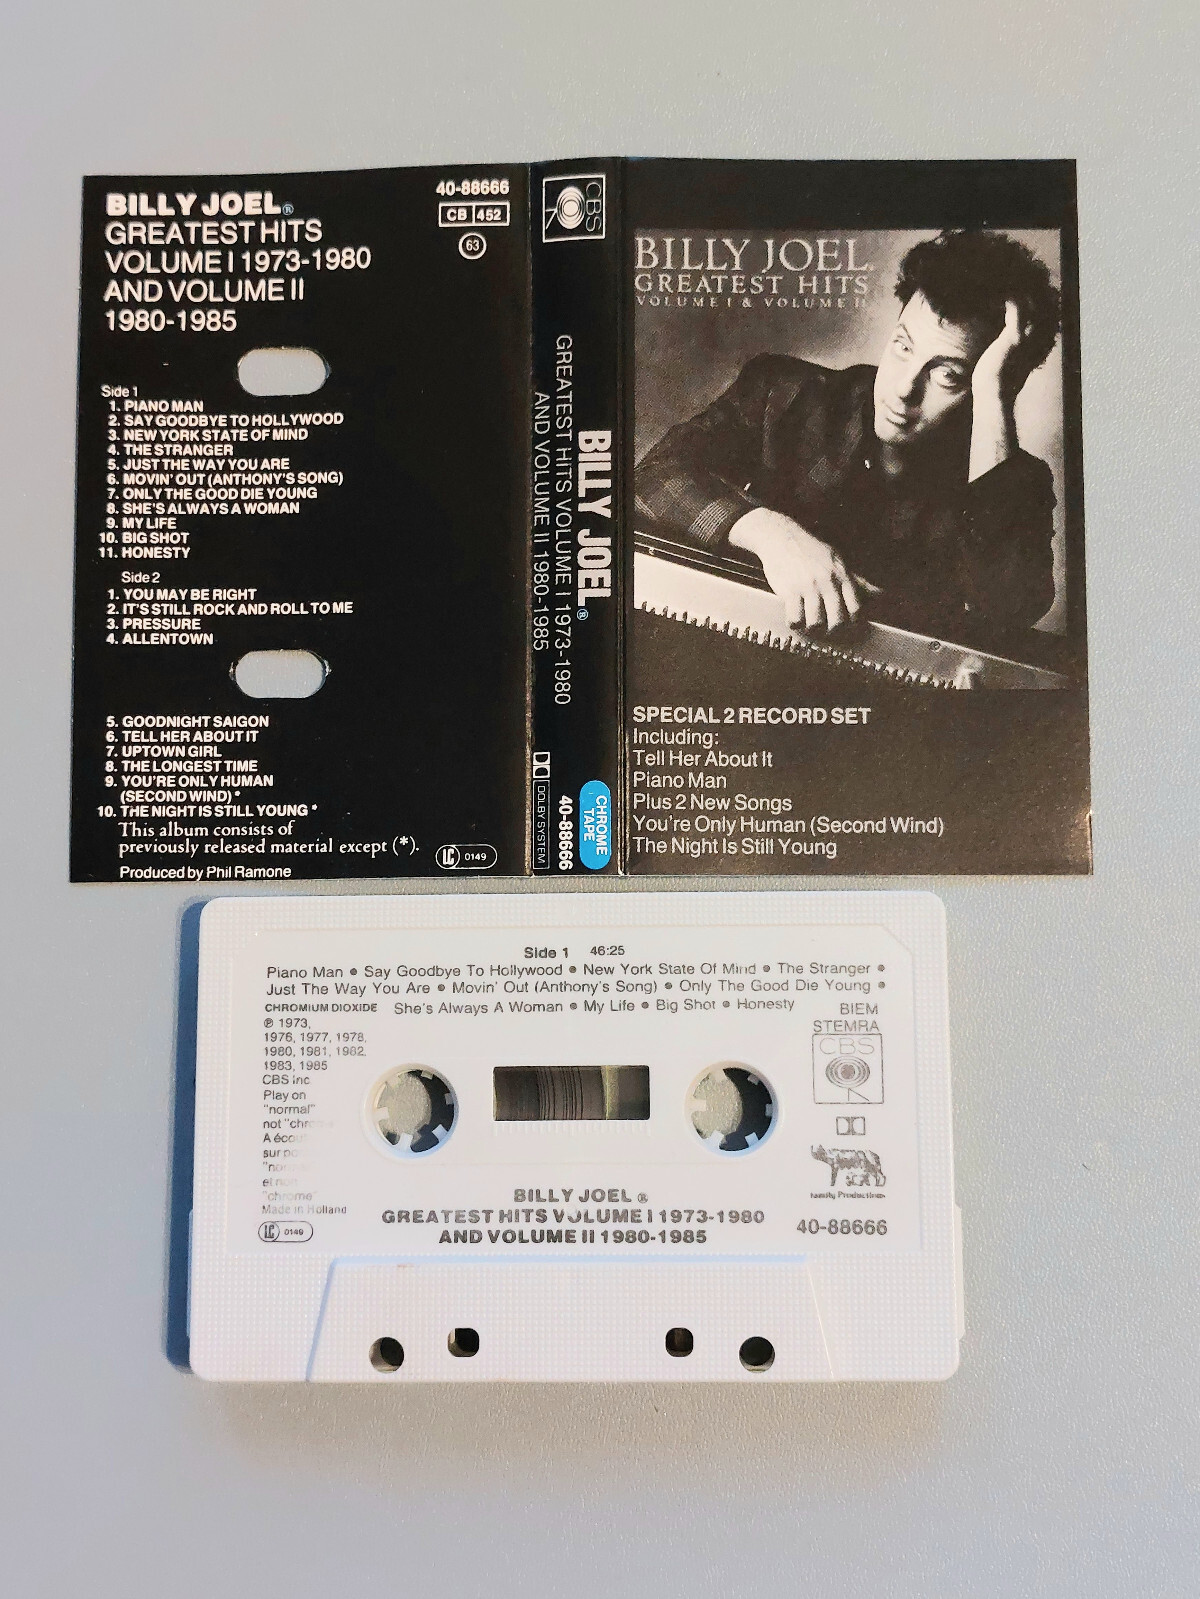 BILLY JOEL®
GREATEST HITS
VOLUME I 1973-1980
AND VOLUME II
1980-1985
40-88666
CB 452
63
Side 1
1. PIANO MAN
2. SAY GOODBYE TO HOLLYWOOD
3. NEW YORK STATE OF MIND
4. THE STRANGER
5. JUST THE WAY YOU ARE
6. MOVIN' OUT (ANTHONY'S SONG)
7. ONLY THE GOOD DIE YOUNG
8. SHE'S ALWAYS A WOMAN
9. MY LIFE
10. BIG SHOT
11. HONESTY
Side 2
1. YOU MAY BE RIGHT
2. IT'S STILL ROCK AND ROLL TO ME
3. PRESSURE
4. ALLENTOWN
5. GOODNIGHT SAIGON
6. TELL HER ABOUT IT
7. UPTOWN GIRL
8. THE LONGEST TIME
9. YOU'RE ONLY HUMAN
(SECOND WIND) *
10. THE NIGHT IS STILL YOUNG *
This album consists of
previously released material except (*).
Produced by Phil Ramone
LC 0149
CBS
BILLY JOEL®
GREATEST HITS VOLUME I 1973-1980
AND VOLUME II 1980-1985
DOLBY SYSTEM
40-88666
CHROME
TAPE
BILLY JOEL.
GREATEST HITS
VOLUME I & VOLUME II
SPECIAL 2 RECORD SET
Including:
Tell Her About It
Piano Man
Plus 2 New Songs
You're Only Human (Second Wind)
The Night Is Still Young
Side 1 46:25
Piano Man • Say Goodbye To Hollywood • New York State Of Mind • The Stranger •
Just The Way You Are • Movin' Out (Anthony's Song) • Only The Good Die Young •
CHROMIUM DIOXIDE She's Always A Woman • My Life • Big Shot • Honesty
℗ 1973,
1976, 1977, 1978,
1980, 1981, 1982,
1983, 1985
CBS Inc
Play on
"normal"
not
sur
"chrome"
Made in Holland
LC 0149
BIEM
STEMRA
CBS
Family Productions
40-88666
BILLY JOEL®
GREATEST HITS VOLUME I 1973-1980
AND VOLUME II 1980-1985